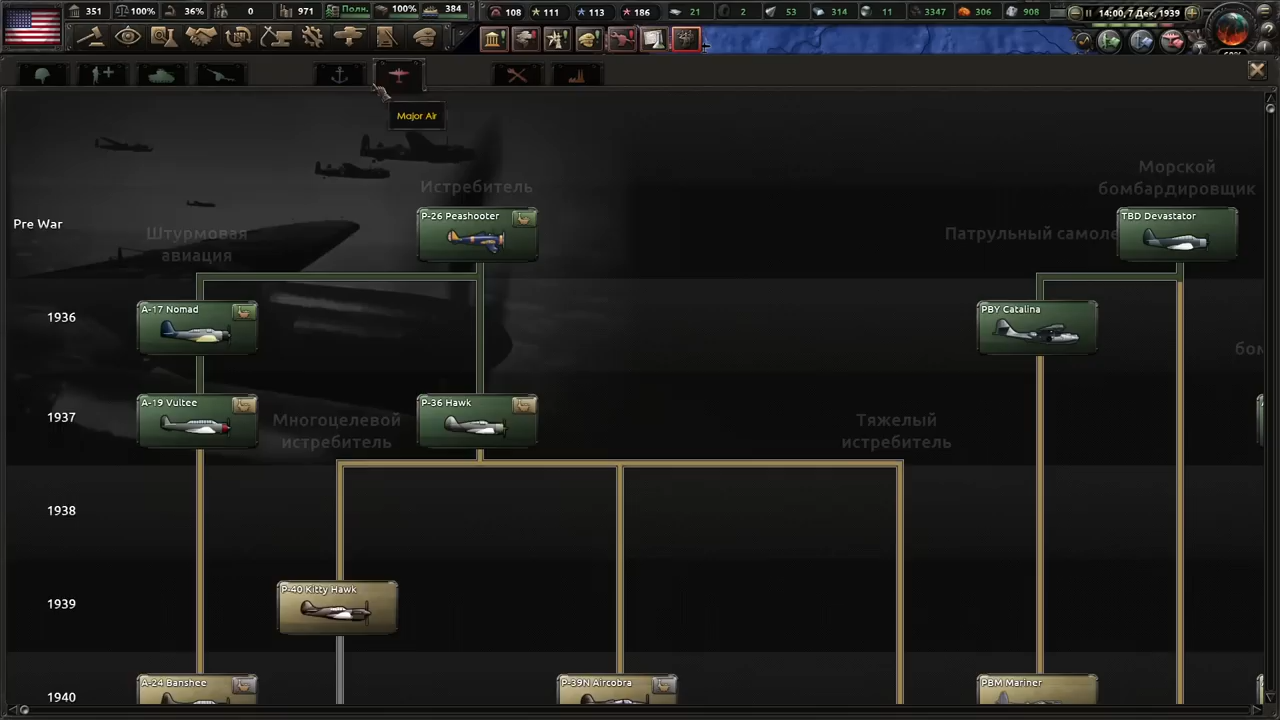 351 100% 36% 0 971 Полн. 100% 384 108 111 113 186 21 53 314 11 3347 306 908 14:00, 7 Дек, 1939
Major Air
Pre War
Штурмовая
авиация
Истребитель
P-26 Peashooter
Патрульный самоле
Морской
бомбардировщик
TBD Devastator
1936
A-17 Nomad
PBY Catalina
бом
1937
A-19 Vultee
Многоцелевой
истребитель
P-36 Hawk
Тяжелый
истребитель
1938
1939
P-40 Kitty Hawk
1940
A-24 Banshee
P-39N Aircobra
PBM Mariner